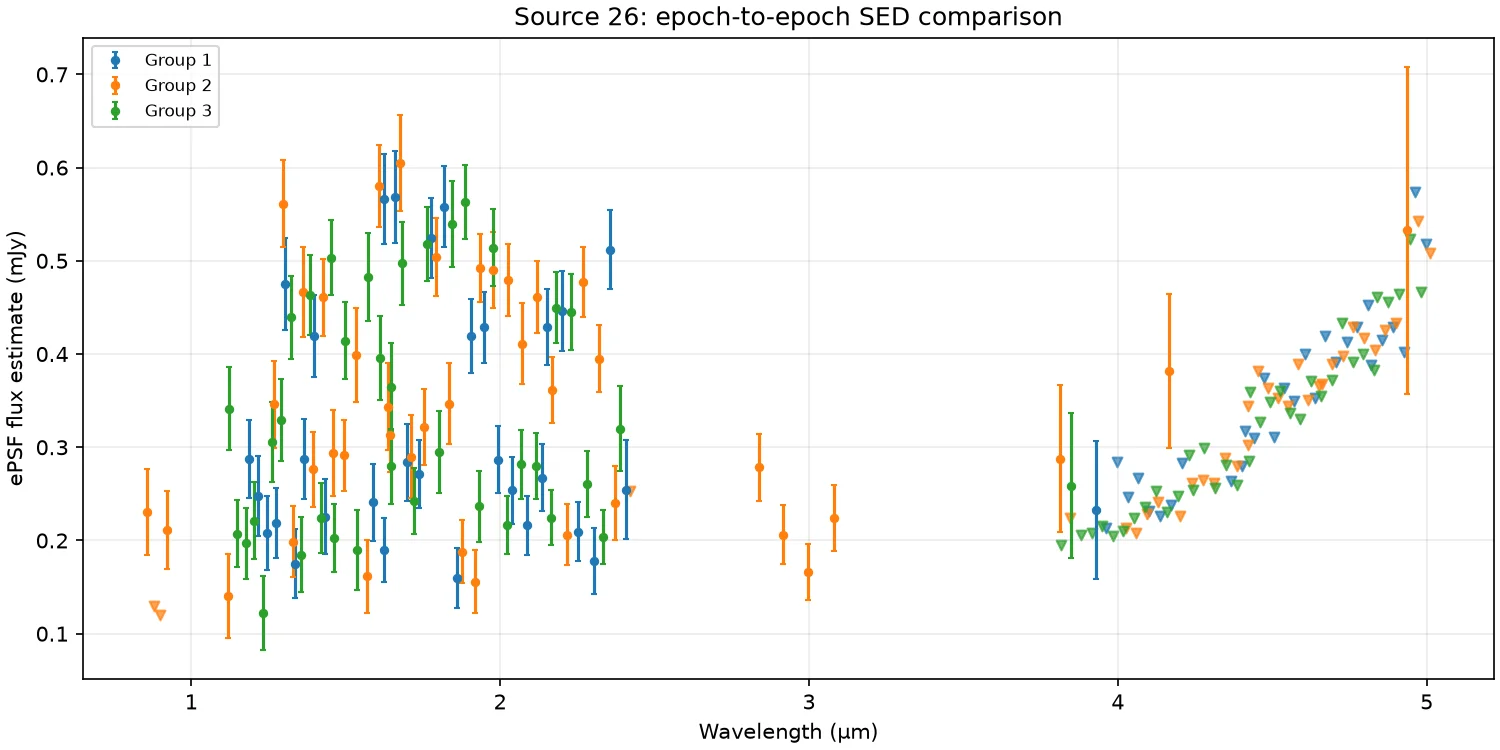 Source 26: epoch-to-epoch SED comparison
Group 1
Group 2
Group 3
ePSF flux estimate (mJy)
0.7
0.6
0.5
0.4
0.3
0.2
0.1
1 2 3 4 5
Wavelength (μm)